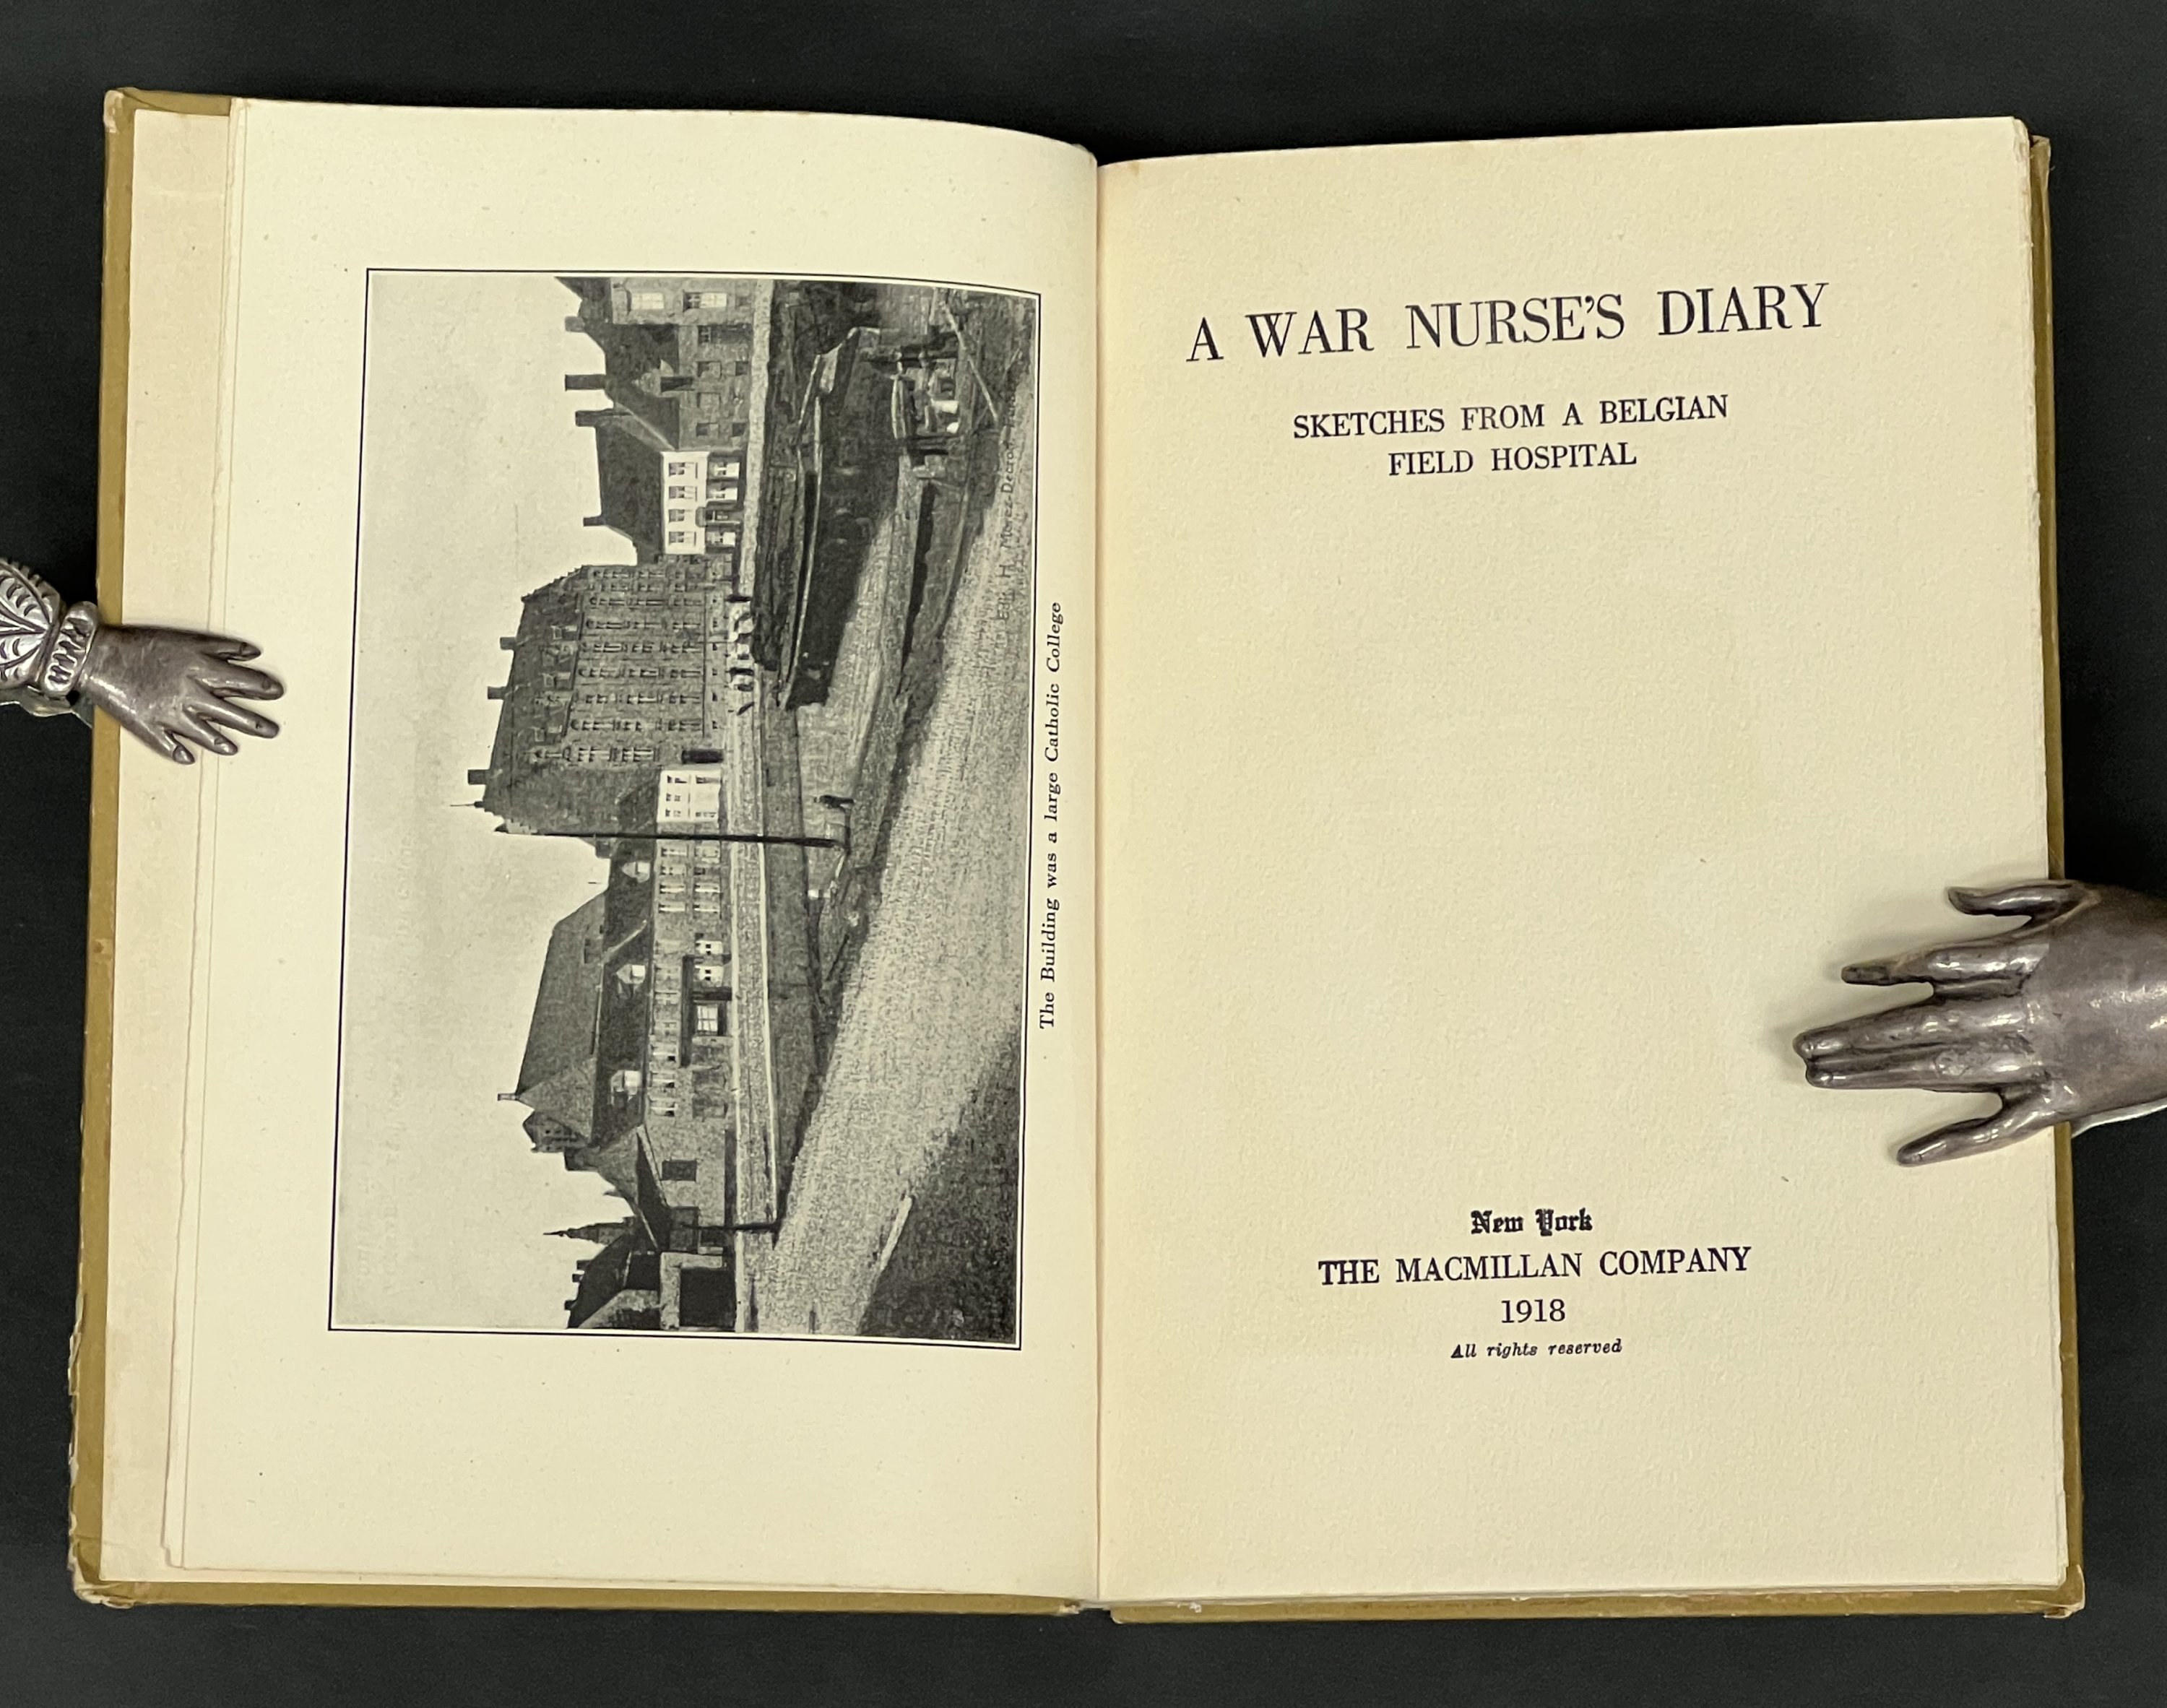 The Building was a large Catholic College
A WAR NURSE'S DIARY
SKETCHES FROM A BELGIAN
FIELD HOSPITAL
New York
THE MACMILLAN COMPANY
1918
All rights reserved